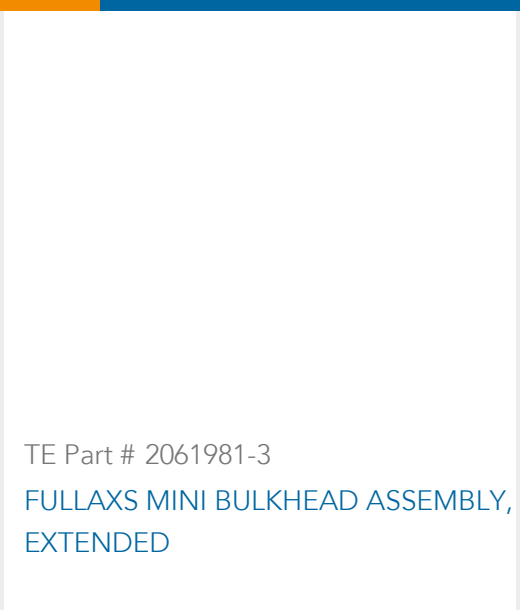 TE Part # 2061981-3
FULLAXS MINI BULKHEAD ASSEMBLY,
EXTENDED